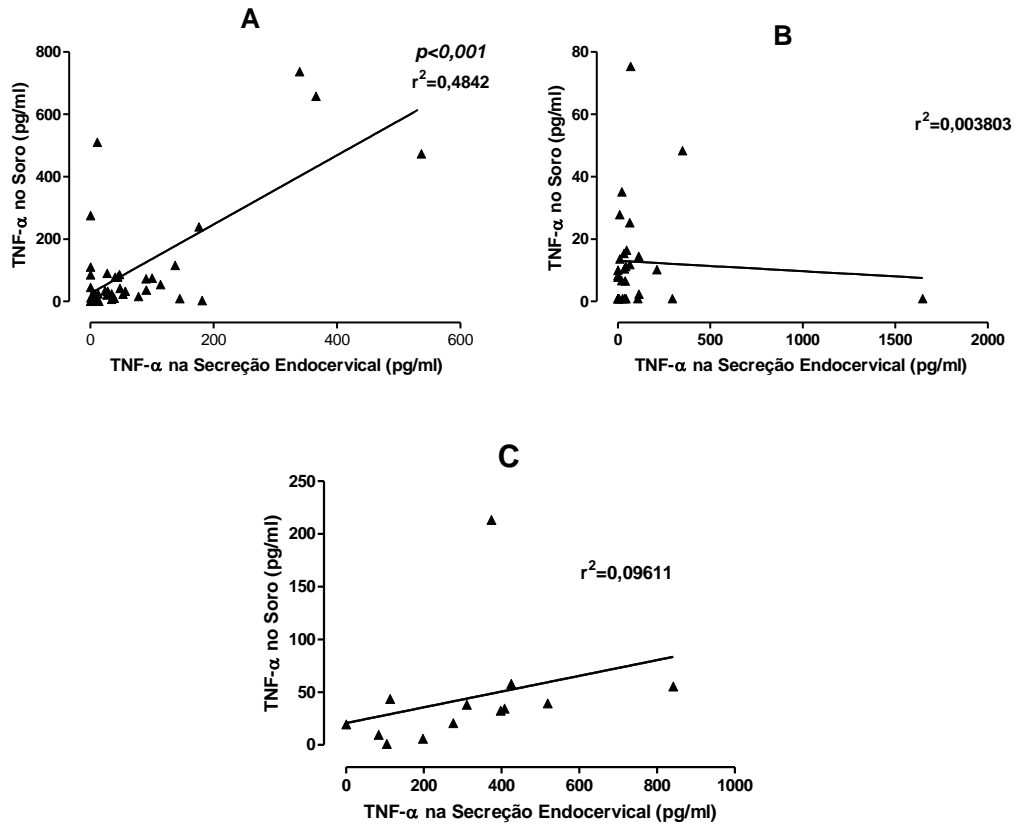 A
p<0,001
r²=0,4842
TNF-α no Soro (pg/ml)
800
600
400
200
0
0 200 400 600
TNF-α na Secreção Endocervical (pg/ml)
B
r²=0,003803
TNF-α no Soro (pg/ml)
80
60
40
20
0
0 500 1000 1500 2000
TNF-α na Secreção Endocervical (pg/ml)
C
r²=0,09611
TNF-α no Soro (pg/ml)
250
200
150
100
50
0
0 200 400 600 800 1000
TNF-α na Secreção Endocervical (pg/ml)